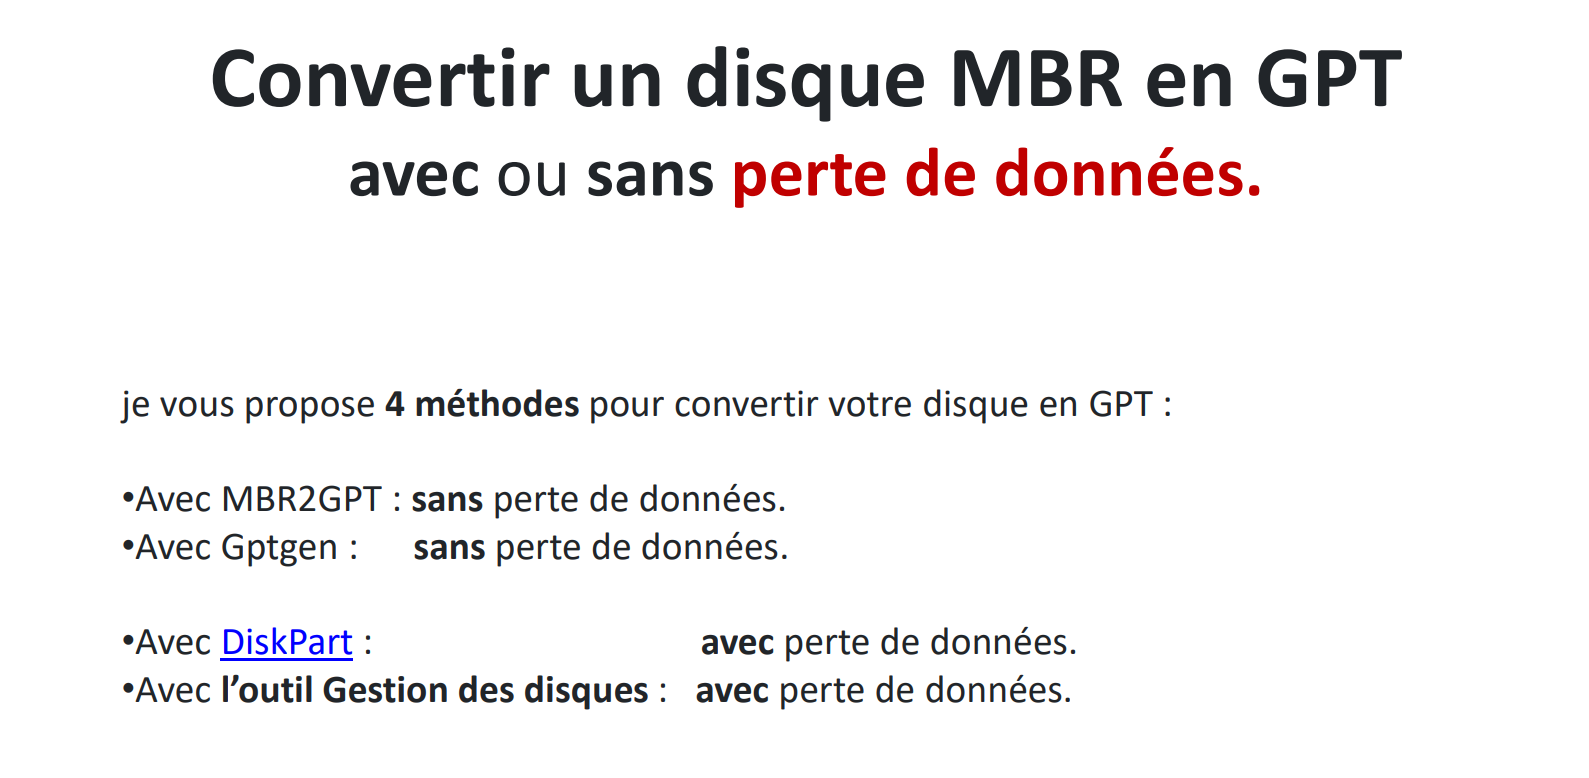 Convertir un disque MBR en GPT
avec ou sans perte de données.
je vous propose 4 méthodes pour convertir votre disque en GPT :
•Avec MBR2GPT : sans perte de données.
•Avec Gptgen : sans perte de données.
•Avec DiskPart : avec perte de données.
•Avec l’outil Gestion des disques : avec perte de données.